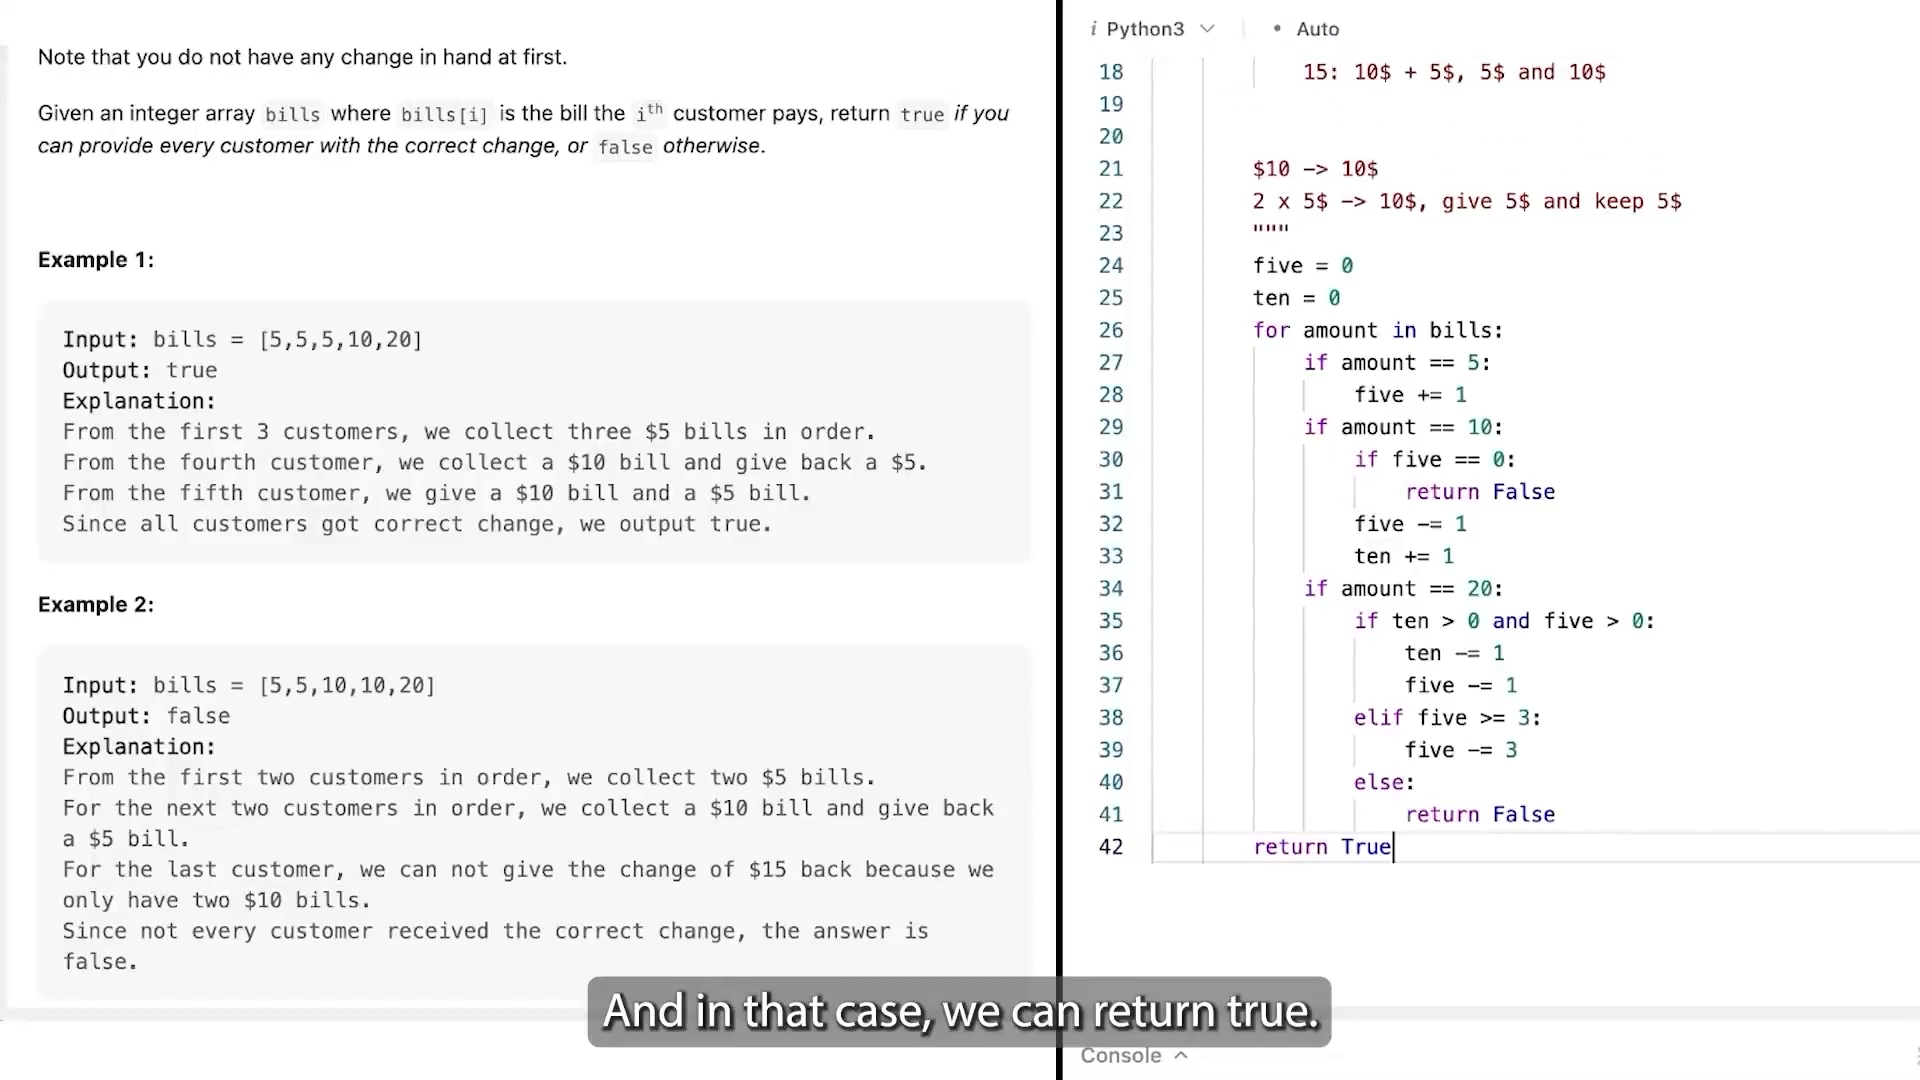 Note that you do not have any change in hand at first.
Given an integer array bills where bills[i] is the bill the ith customer pays, return true if you
can provide every customer with the correct change, or false otherwise.
Example 1:
Input: bills = [5,5,5,10,20]
Output: true
Explanation:
From the first 3 customers, we collect three $5 bills in order.
From the fourth customer, we collect a $10 bill and give back a $5.
From the fifth customer, we give a $10 bill and a $5 bill.
Since all customers got correct change, we output true.
Example 2:
Input: bills = [5,5,10,10,20]
Output: false
Explanation:
From the first two customers in order, we collect two $5 bills.
For the next two customers in order, we collect a $10 bill and give back
a $5 bill.
For the last customer, we can not give the change of $15 back because we
only have two $10 bills.
Since not every customer received the correct change, the answer is
false.
i Python3 • Auto
18 15: 10$ + 5$, 5$ and 10$
19
20
21 $10 -> 10$
22 2 x 5$ -> 10$, give 5$ and keep 5$
23 """
24 five = 0
25 ten = 0
26 for amount in bills:
27 if amount == 5:
28 five += 1
29 if amount == 10:
30 if five == 0:
31 return False
32 five -= 1
33 ten += 1
34 if amount == 20:
35 if ten > 0 and five > 0:
36 ten -= 1
37 five -= 1
38 elif five >= 3:
39 five -= 3
40 else:
41 return False
42 return True
And in that case, we can return true.
Console